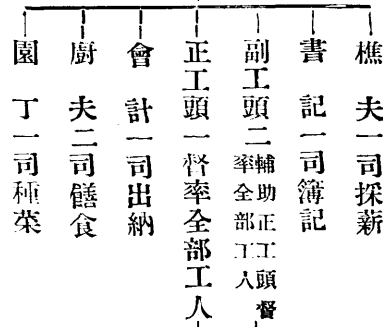 樵夫一司採薪
書記一司簿記
副工頭二輔助正工頭督
率全部工人
正工頭一督率全部工人
會計一司出納
廚夫二司饍食
園丁一司種菜